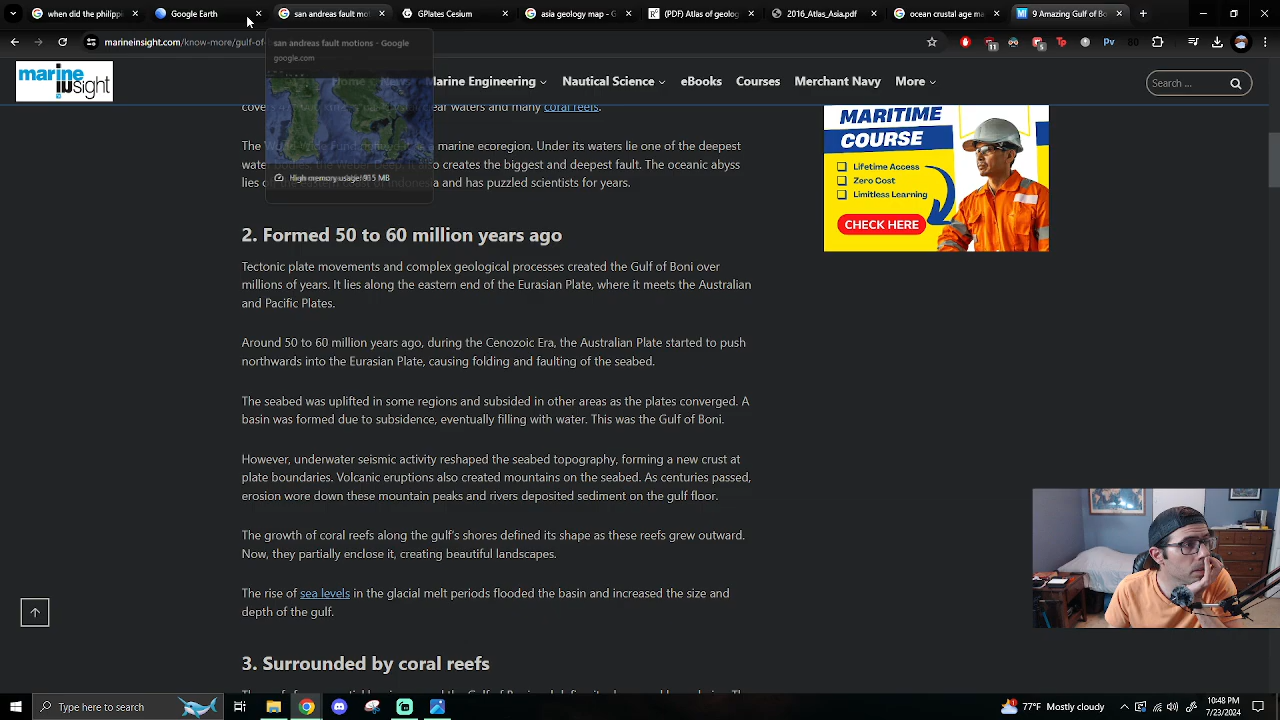 when did the philipp
Google Earth
san andreas fault mo
GPlates Cesium
asia geology map - G
(PDF) Atlas of geolog
2016_Atlas_Asia.pdf
ocean crustal age ma
9 Amazing Gulf of Bo
marineinsight.com/know-more/gulf-of
san andreas fault motions - Google
google.com
High memory usage: 915 MB
marine
insight
Marine Engineering
Nautical Science
eBooks
Merchant Navy
More
Search ...
clear waters and many coral reefs.
a marine ecoregion. Under its waters lie one of the deepest
creates the biggest and deepest fault. The oceanic abyss
lies and has puzzled scientists for years.
2. Formed 50 to 60 million years ago
Tectonic plate movements and complex geological processes created the Gulf of Boni over
millions of years. It lies along the eastern end of the Eurasian Plate, where it meets the Australian
and Pacific Plates.
Around 50 to 60 million years ago, during the Cenozoic Era, the Australian Plate started to push
northwards into the Eurasian Plate, causing folding and faulting of the seabed.
The seabed was uplifted in some regions and subsided in other areas as the plates converged. A
basin was formed due to subsidence, eventually filling with water. This was the Gulf of Boni.
However, underwater seismic activity reshaped the seabed topography, forming a new crust at
plate boundaries. Volcanic eruptions also created mountains on the seabed. As centuries passed,
erosion wore down these mountain peaks and rivers deposited sediment on the gulf floor.
The growth of coral reefs along the gulf's shores defined its shape as these reefs grew outward.
Now, they partially enclose it, creating beautiful landscapes.
The rise of sea levels in the glacial melt periods flooded the basin and increased the size and
depth of the gulf.
3. Surrounded by coral reefs
MARITIME
COURSE
Lifetime Access
Zero Cost
Limitless Learning
CHECK HERE
Type here to search
77°F Mostly cloudy
10:48 PM
7/23/2024